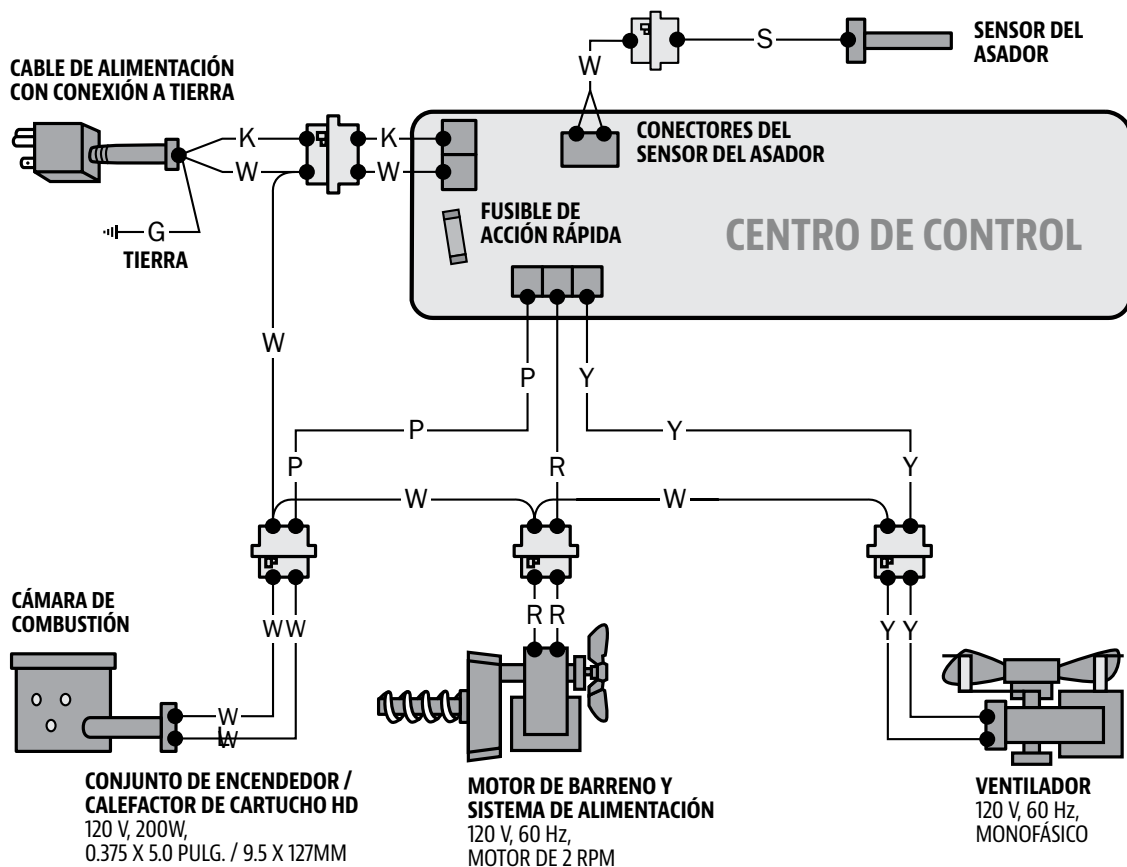 SENSOR DEL
ASADOR
S
W
CABLE DE ALIMENTACIÓN
CON CONEXIÓN A TIERRA
K
K
W
W
G
TIERRA
CONECTORES DEL
SENSOR DEL ASADOR
FUSIBLE DE
ACCIÓN RÁPIDA
CENTRO DE CONTROL
W
P
Y
P
Y
P
R
Y
W
W
CÁMARA DE
COMBUSTIÓN
W W
R R
Y Y
W
L
W
CONJUNTO DE ENCENDEDOR /
CALEFACTOR DE CARTUCHO HD
120 V, 200W,
0.375 X 5.0 PULG. / 9.5 X 127MM
MOTOR DE BARRENO Y
SISTEMA DE ALIMENTACIÓN
120 V, 60 Hz,
MOTOR DE 2 RPM
VENTILADOR
120 V, 60 Hz,
MONOFÁSICO